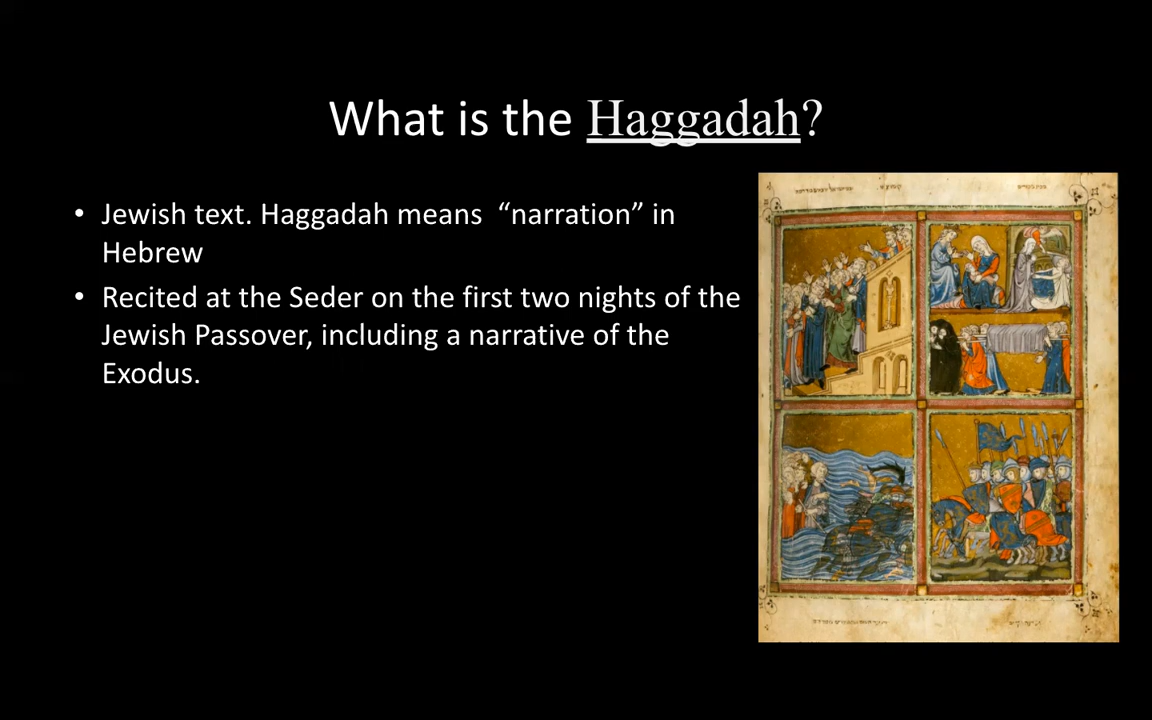 What is the Haggadah?
• Jewish text. Haggadah means “narration” in
Hebrew
• Recited at the Seder on the first two nights of the
Jewish Passover, including a narrative of the
Exodus.